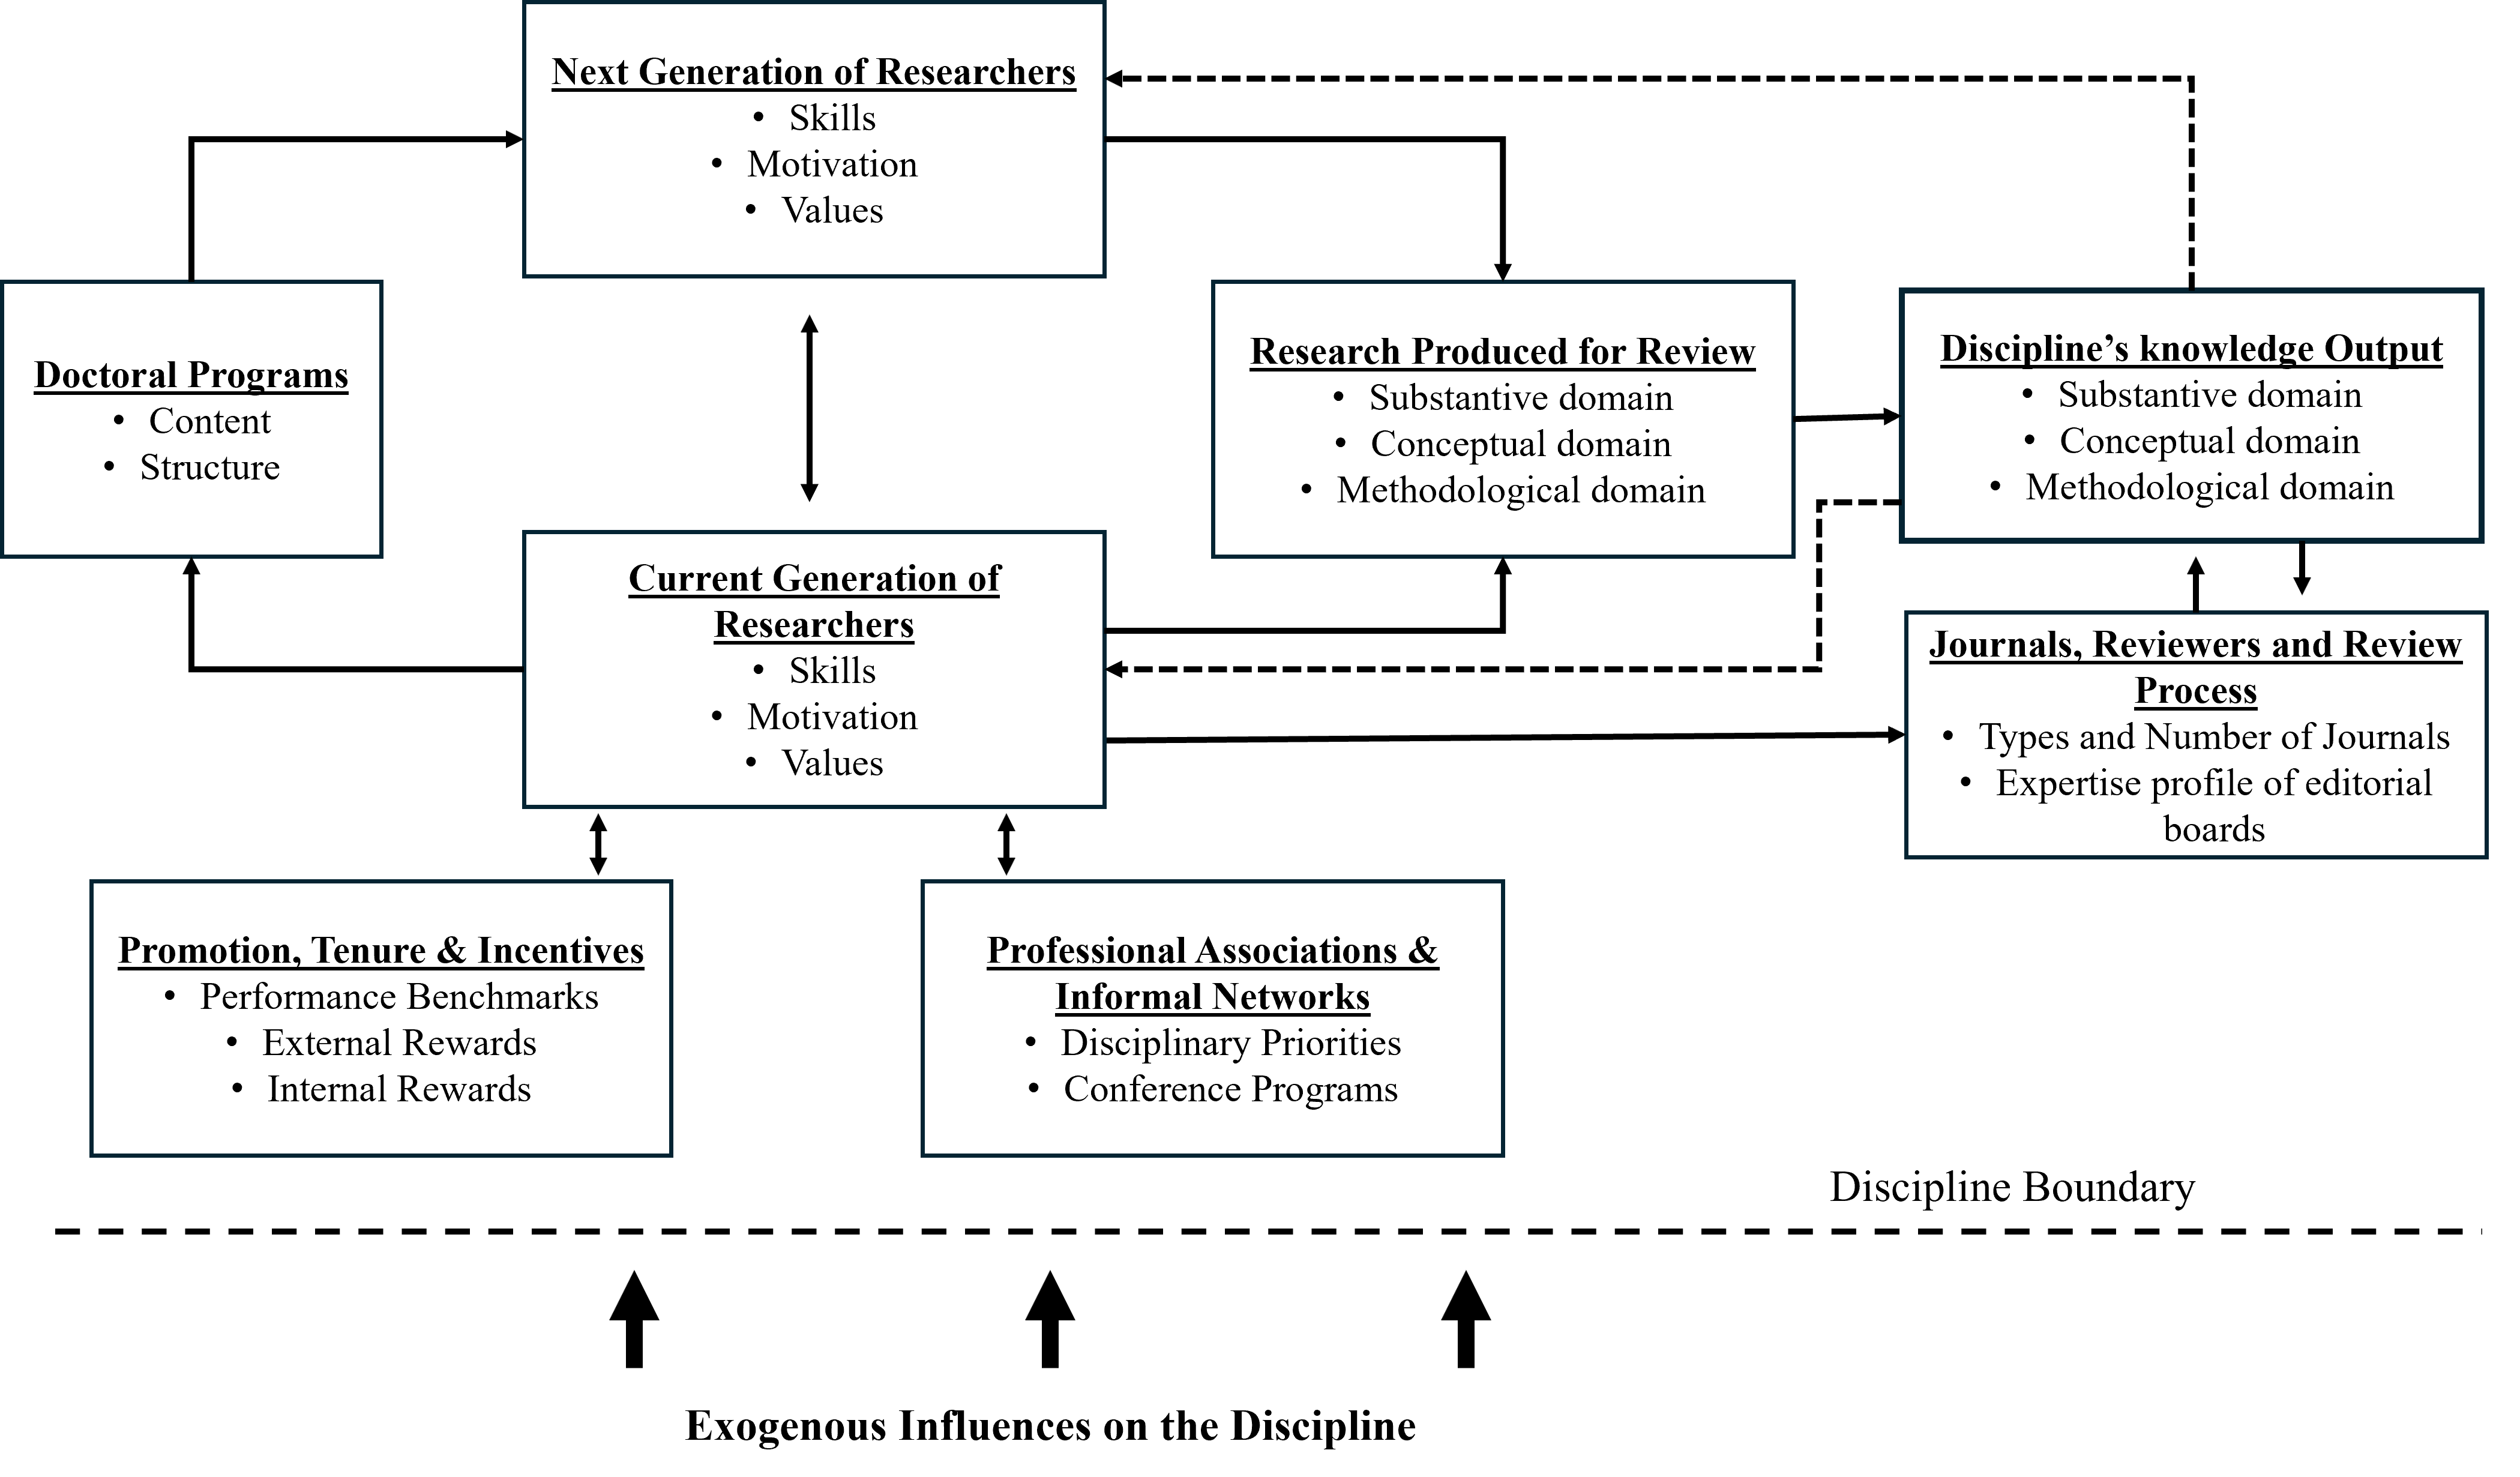 Next Generation of Researchers
• Skills
• Motivation
• Values
Doctoral Programs
• Content
• Structure
Research Produced for Review
• Substantive domain
• Conceptual domain
• Methodological domain
Discipline’s knowledge Output
• Substantive domain
• Conceptual domain
• Methodological domain
Current Generation of
Researchers
• Skills
• Motivation
• Values
Journals, Reviewers and Review
Process
• Types and Number of Journals
• Expertise profile of editorial
boards
Promotion, Tenure & Incentives
• Performance Benchmarks
• External Rewards
• Internal Rewards
Professional Associations &
Informal Networks
• Disciplinary Priorities
• Conference Programs
Discipline Boundary
Exogenous Influences on the Discipline